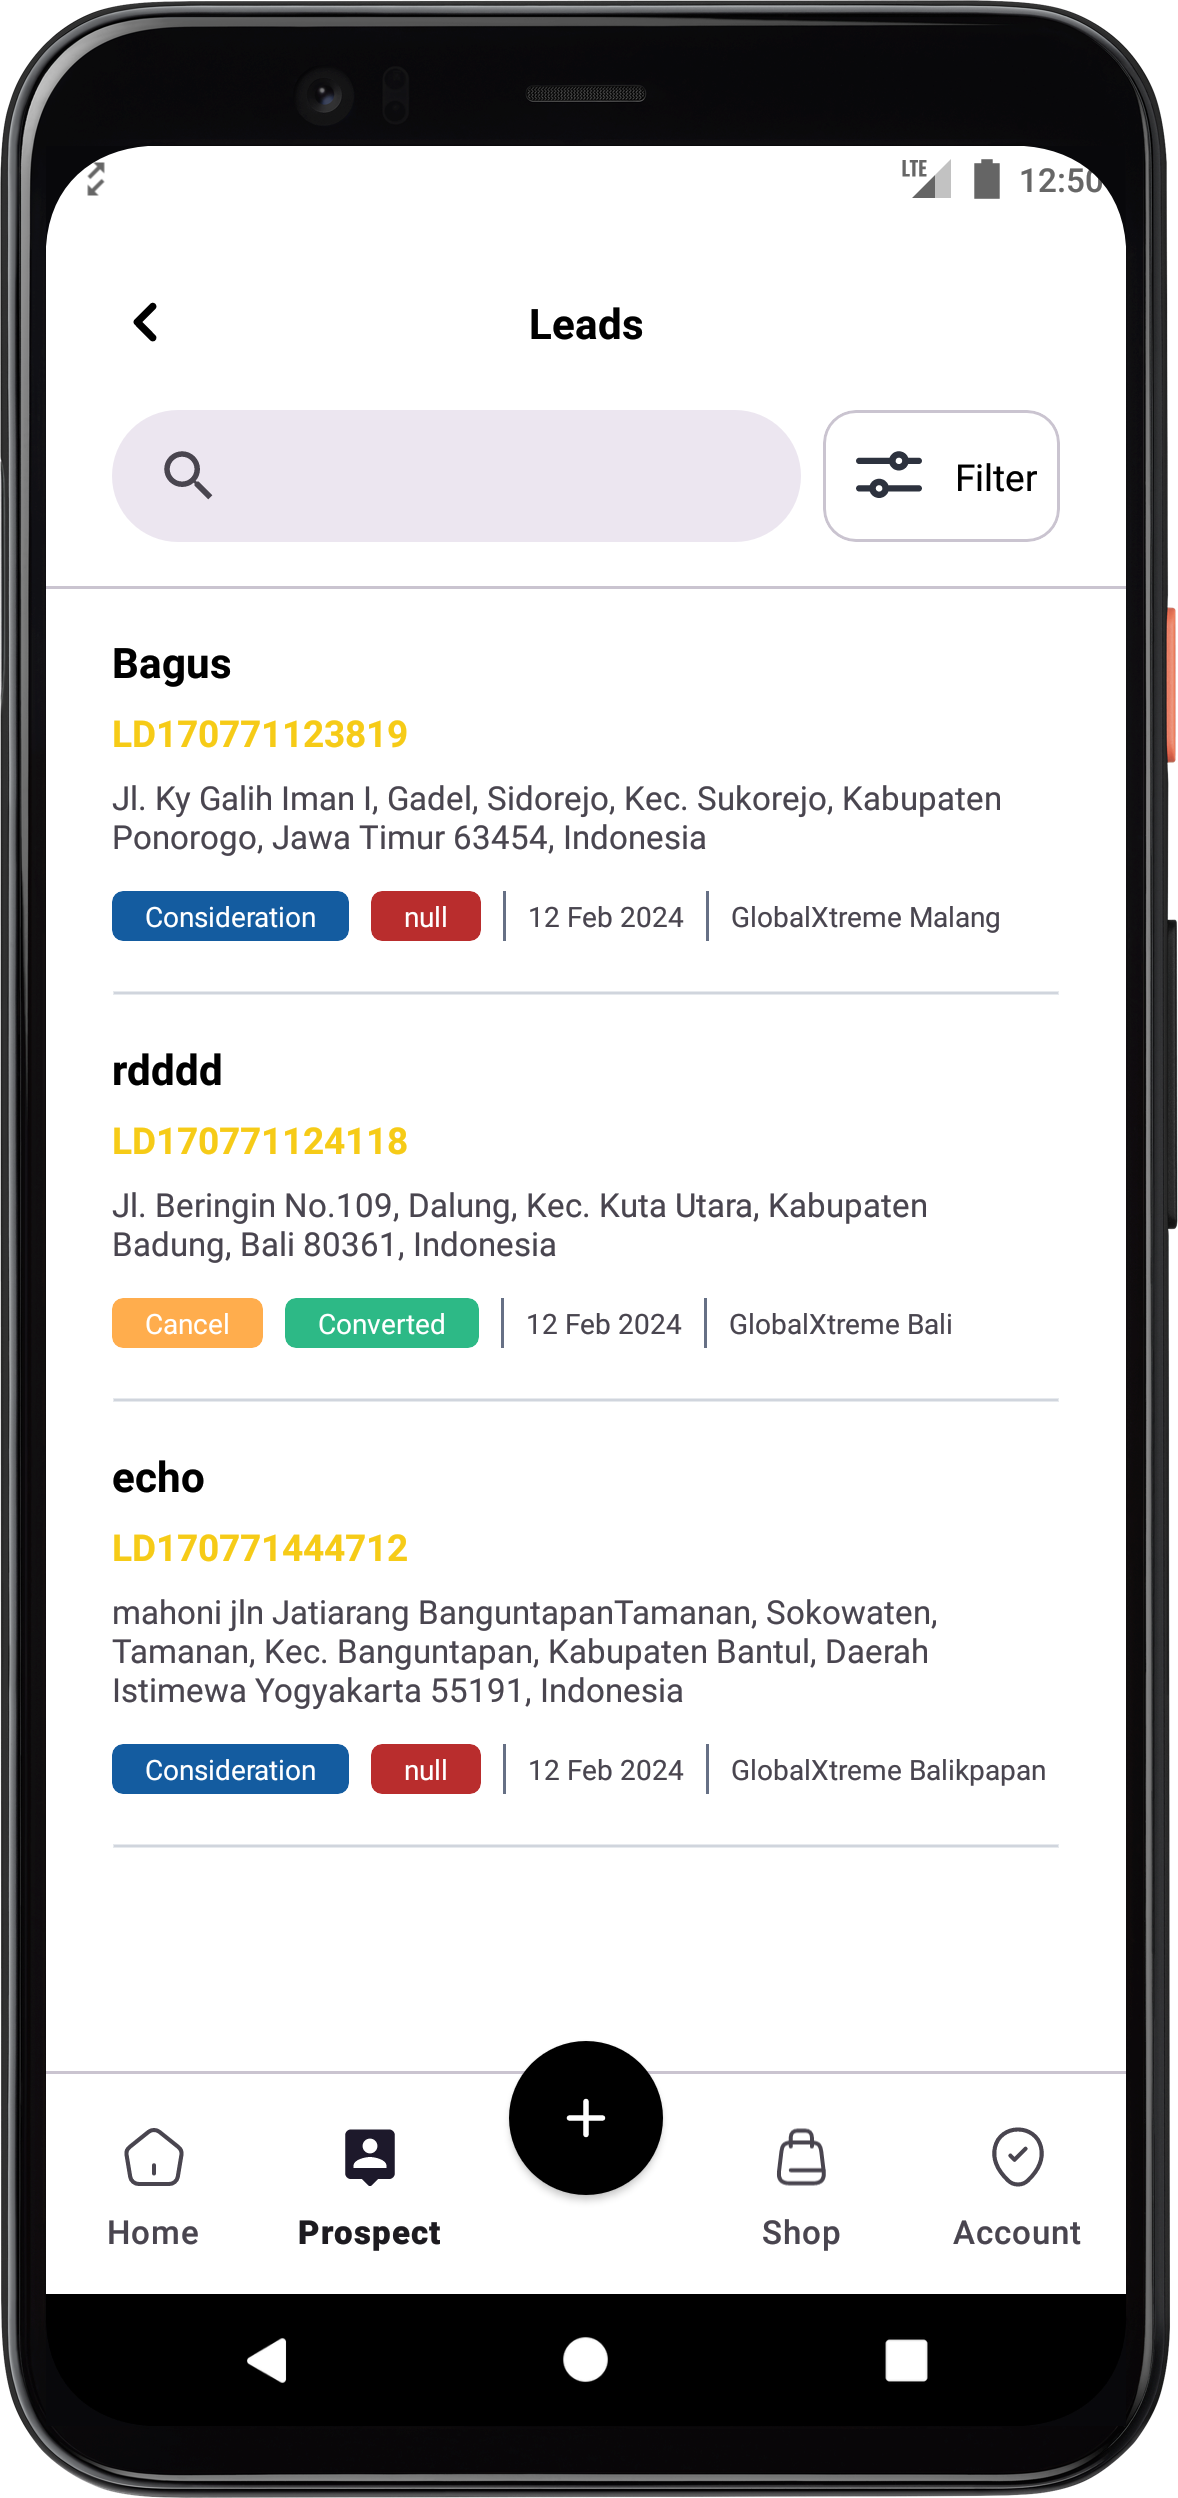 LTE 12:50
Leads
Filter
Bagus
LD170771123819
Jl. Ky Galih Iman I, Gadel, Sidorejo, Kec. Sukorejo, Kabupaten
Ponorogo, Jawa Timur 63454, Indonesia
Consideration null 12 Feb 2024 GlobalXtreme Malang
rdddd
LD170771124118
Jl. Beringin No.109, Dalung, Kec. Kuta Utara, Kabupaten
Badung, Bali 80361, Indonesia
Cancel Converted 12 Feb 2024 GlobalXtreme Bali
echo
LD170771444712
mahoni jln Jatiarang BanguntapanTamanan, Sokowaten,
Tamanan, Kec. Banguntapan, Kabupaten Bantul, Daerah
Istimewa Yogyakarta 55191, Indonesia
Consideration null 12 Feb 2024 GlobalXtreme Balikpapan
Home Prospect Shop Account